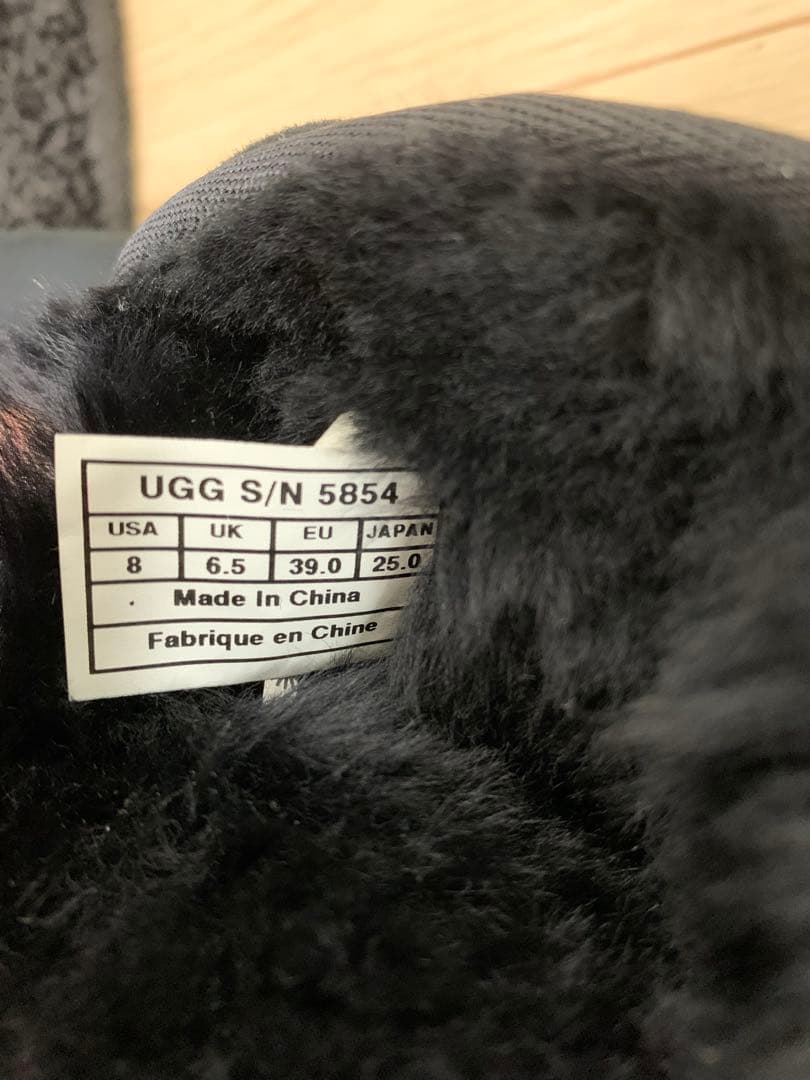 UGG S/N 5854
USA UK EU JAPAN
8 6.5 39.0 25.0
Made In China
Fabrique en Chine